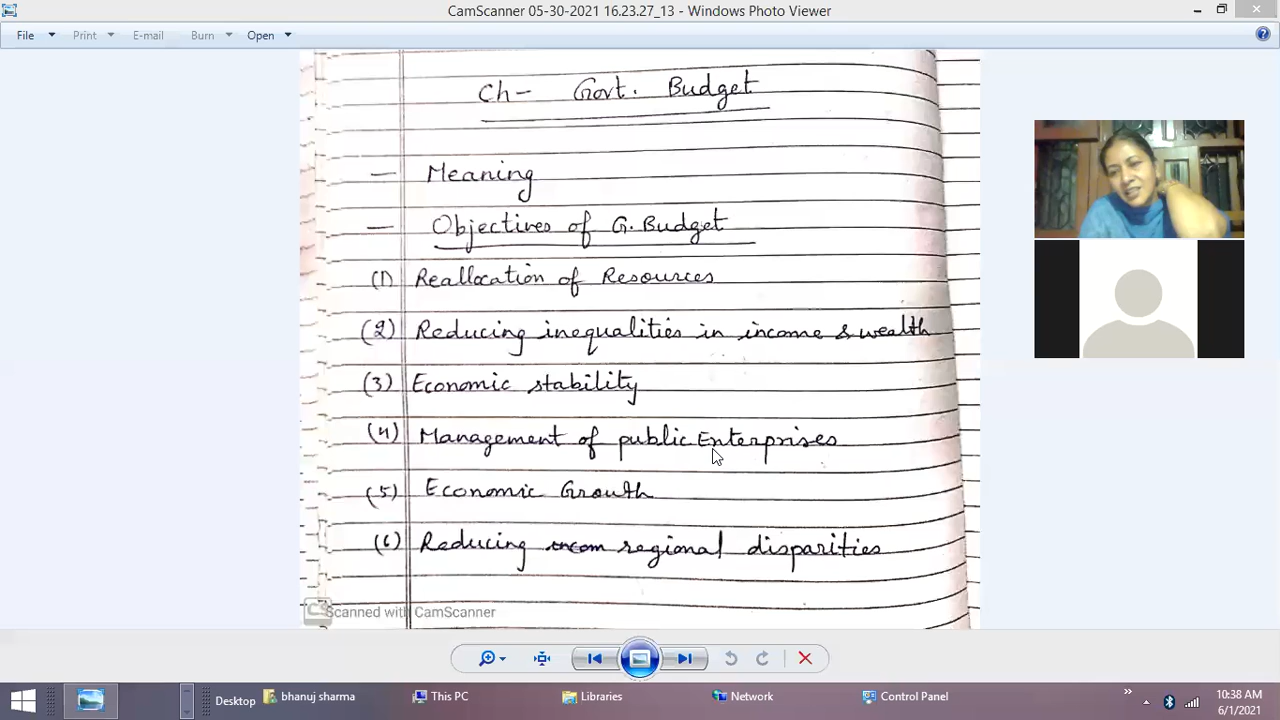 CamScanner 05-30-2021 16.23.27_13 - Windows Photo Viewer
File Print E-mail Burn Open
Ch- Govt. Budget
— Meaning
— Objectives of G. Budget
(1) Reallocation of Resources
(2) Reducing inequalities in income & wealth
(3) Economic stability
(4) Management of public Enterprises
(5) Economic Growth
(6) Reducing regional disparities
CS Scanned with CamScanner
Desktop bhanuj sharma This PC Libraries Network Control Panel
10:38 AM
6/1/2021